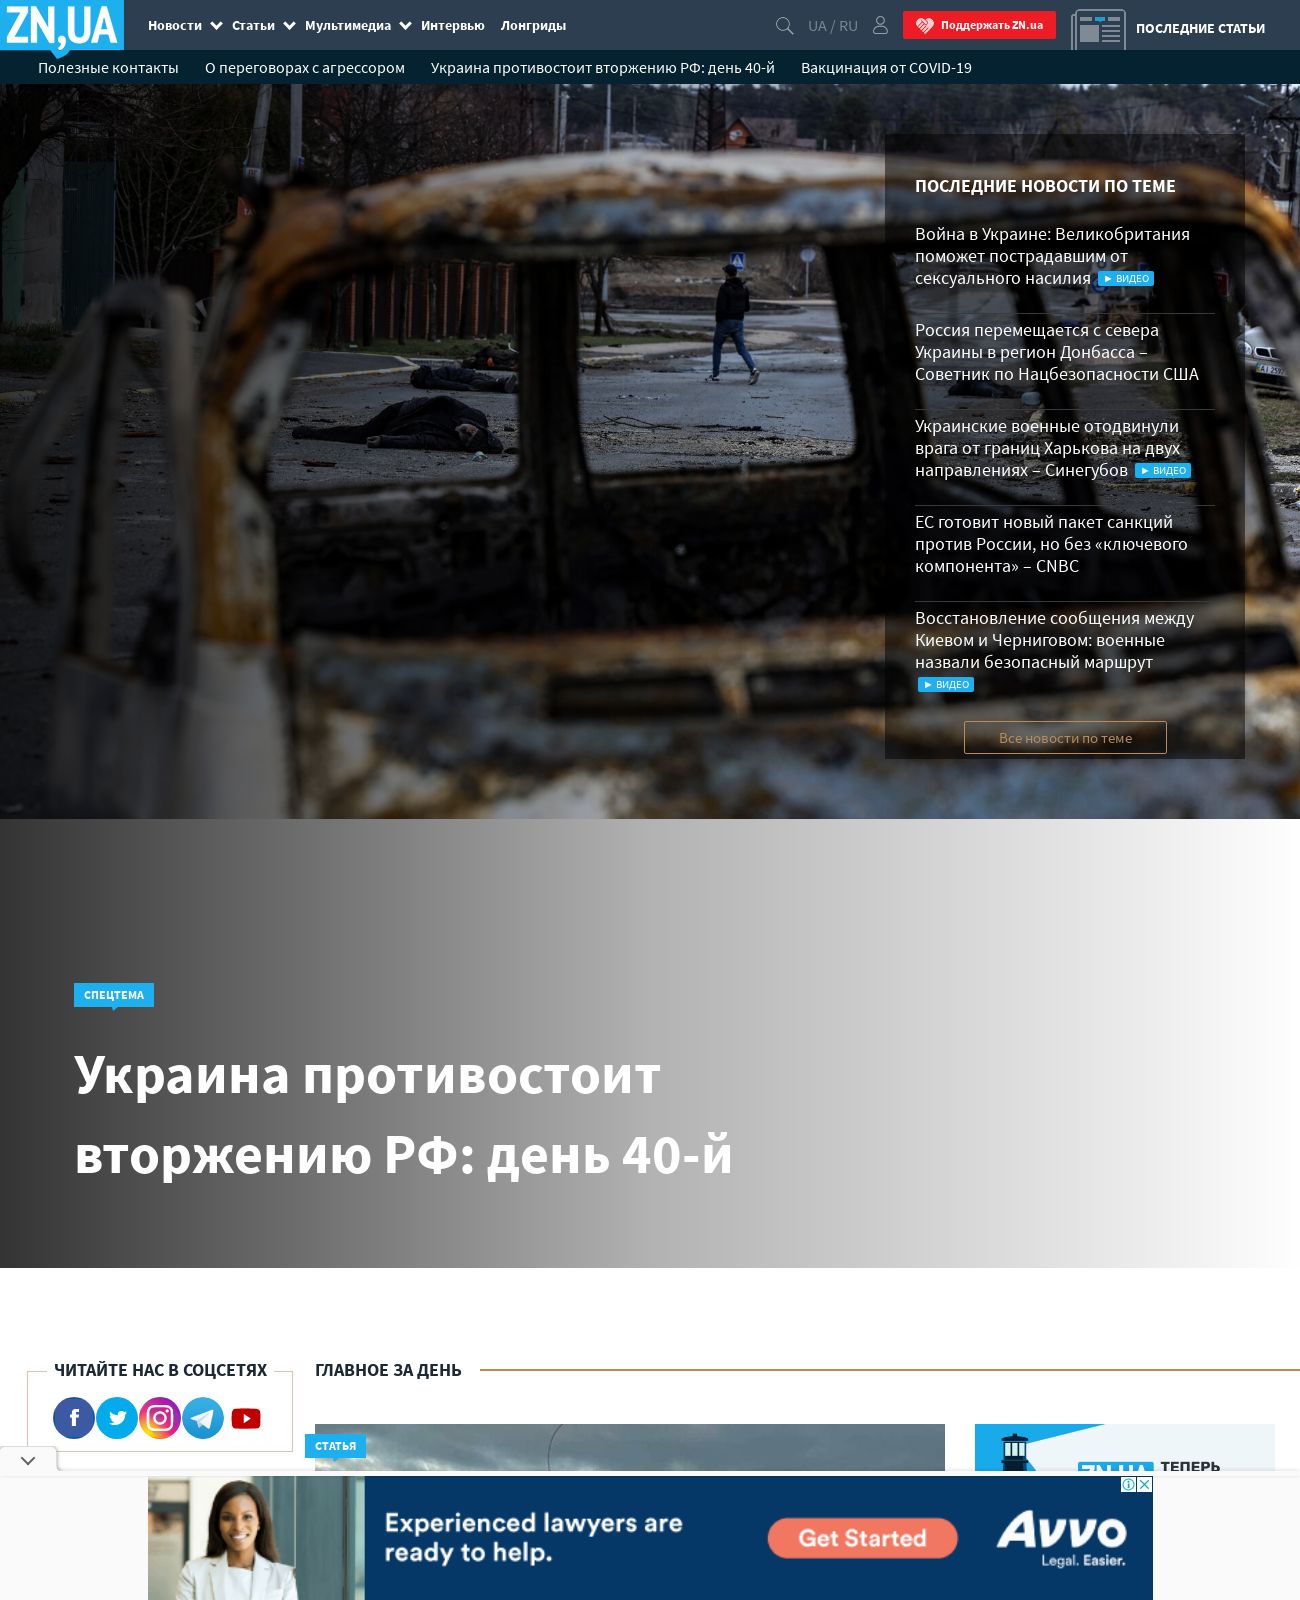 ZN,UA
Новости Статьи Мультимедиа Интервью Лонгриды UA / RU Поддержать ZN.ua ПОСЛЕДНИЕ СТАТЬИ
Полезные контакты О переговорах с агрессором Украина противостоит вторжению РФ: день 40-й Вакцинация от COVID-19
ПОСЛЕДНИЕ НОВОСТИ ПО ТЕМЕ
Война в Украине: Великобритания
поможет пострадавшим от
сексуального насилия ВИДЕО
Россия перемещается с севера
Украины в регион Донбасса –
Советник по Нацбезопасности США
Украинские военные отодвинули
врага от границ Харькова на двух
направлениях – Синегубов ВИДЕО
ЕС готовит новый пакет санкций
против России, но без «ключевого
компонента» – CNBC
Восстановление сообщения между
Киевом и Черниговом: военные
назвали безопасный маршрут
ВИДЕО
Все новости по теме
СПЕЦТЕМА
Украина противостоит
вторжению РФ: день 40-й
ЧИТАЙТЕ НАС В СОЦСЕТЯХ
ГЛАВНОЕ ЗА ДЕНЬ
СТАТЬЯ
ZN,UA ТЕПЕРЬ
Experienced lawyers are
ready to help.
Get Started
Avvo
Legal. Easier.